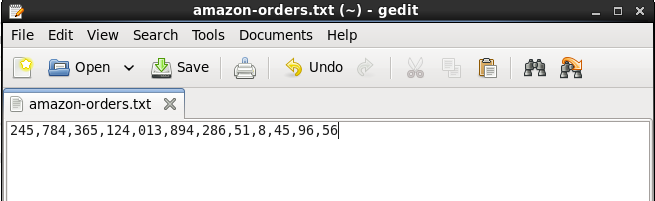 amazon-orders.txt (~) - gedit
File Edit View Search Tools Documents Help
Open Save Undo
amazon-orders.txt
245,784,365,124,013,894,286,51,8,45,96,56